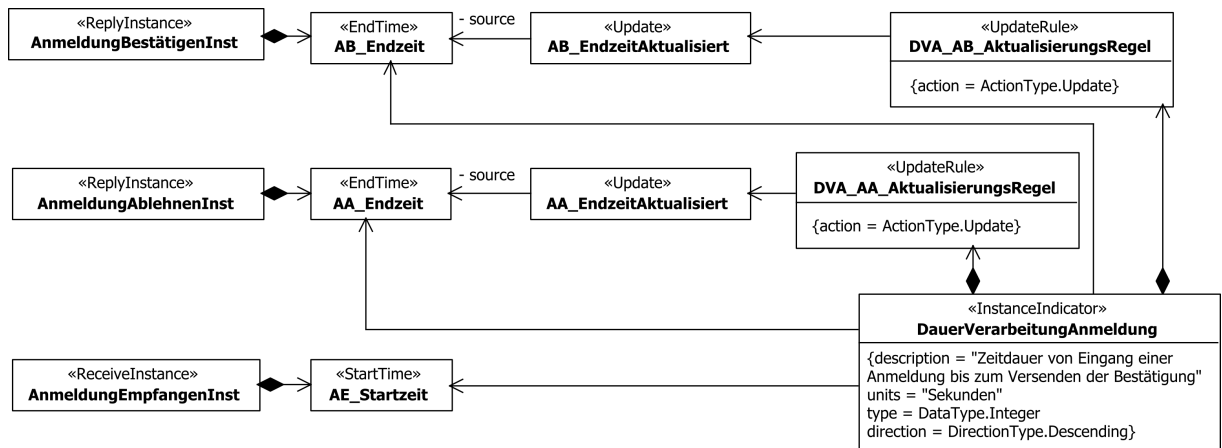 «ReplyInstance»
AnmeldungBestätigenInst
«EndTime»
AB_Endzeit
- source
«Update»
AB_EndzeitAktualisiert
«UpdateRule»
DVA_AB_AktualisierungsRegel
{action = ActionType.Update}
«ReplyInstance»
AnmeldungAblehnenInst
«EndTime»
AA_Endzeit
- source
«Update»
AA_EndzeitAktualisiert
«UpdateRule»
DVA_AA_AktualisierungsRegel
{action = ActionType.Update}
«ReceiveInstance»
AnmeldungEmpfangenInst
«StartTime»
AE_Startzeit
«InstanceIndicator»
DauerVerarbeitungAnmeldung
{description = "Zeitdauer von Eingang einer
Anmeldung bis zum Versenden der Bestätigung"
units = "Sekunden"
type = DataType.Integer
direction = DirectionType.Descending}